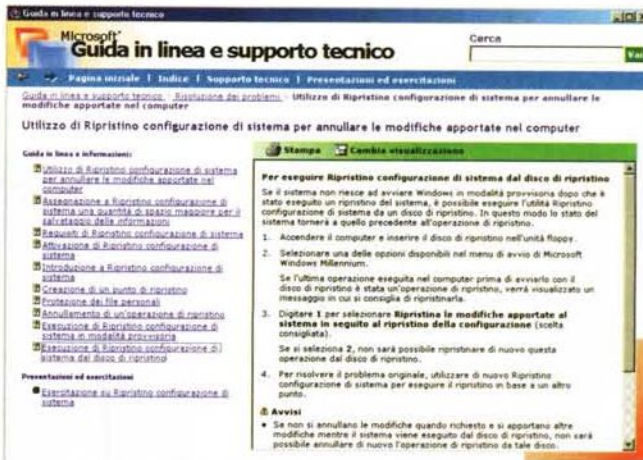 Guida in linea e supporto tecnico
Microsoft
Guida in linea e supporto tecnico
Cerca
Vai
Pagina iniziale | Indice | Supporto tecnico | Presentazioni ed esercitazioni
Guida in linea e supporto tecnico > Risoluzione dei problemi > Utilizzo di Ripristino configurazione di sistema per annullare le
modifiche apportate nel computer
Utilizzo di Ripristino configurazione di sistema per annullare le modifiche apportate nel computer
Guida in linea e informazioni:
Utilizzo di Ripristino configurazione di sistema
per annullare le modifiche apportate nel
computer
Assegnazione a Ripristino configurazione di
sistema una quantità di spazio maggiore per il
salvataggio delle informazioni
Requisiti di Ripristino configurazione di sistema
Attivazione di Ripristino configurazione di
sistema
Introduzione a Ripristino configurazione di
sistema
Creazione di un punto di ripristino
Protezione dei file personali
Annullamento di un'operazione di ripristino
Esecuzione di Ripristino configurazione di
sistema in modalità provvisoria
Esecuzione di Ripristino configurazione di
sistema dal disco di ripristino
Presentazioni ed esercitazioni
Esercitazione su Ripristino configurazione di
sistema
Stampa Cambia visualizzazione
Per eseguire Ripristino configurazione di sistema dal disco di ripristino
Se il sistema non riesce ad avviare Windows in modalità provvisoria dopo che è
stato eseguito un ripristino del sistema, è possibile eseguire l'utilità Ripristino
configurazione di sistema da un disco di ripristino. In questo modo lo stato del
sistema tornerà a quello precedente all'operazione di ripristino.
1. Accendere il computer e inserire il disco di ripristino nell'unità floppy.
2. Selezionare una delle opzioni disponibili nel menu di avvio di Microsoft
Windows Millennium.
Se l'ultima operazione eseguita nel computer prima di avviarlo con il
disco di ripristino è stata un'operazione di ripristino, verrà visualizzato un
messaggio in cui si consiglia di ripristinarla.
3. Digitare 1 per selezionare Ripristina le modifiche apportate al
sistema in seguito al ripristino della configurazione (scelta
consigliata).
Se si seleziona 2, non sarà possibile ripristinare di nuovo questa
operazione dal disco di ripristino.
4. Per risolvere il problema originale, utilizzare di nuovo Ripristino
configurazione di sistema per eseguire il ripristino in base a un altro
punto.
Avvisi
• Se non si annullano le modifiche quando richiesto e si apportano altre
modifiche mentre il sistema viene eseguito dal disco di ripristino, non sarà
possibile annullare di nuovo l'operazione di ripristino da tale disco.